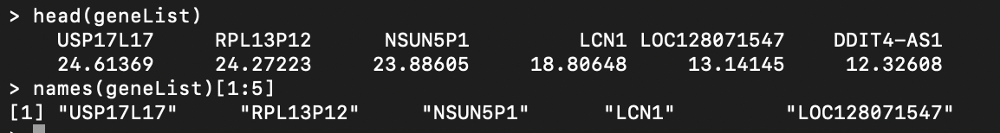 > head(geneList)
USP17L17 RPL13P12 NSUN5P1 LCN1 LOC128071547 DDIT4-AS1
24.61369 24.27223 23.88605 18.80648 13.14145 12.32608
> names(geneList)[1:5]
[1] "USP17L17" "RPL13P12" "NSUN5P1" "LCN1" "LOC128071547"